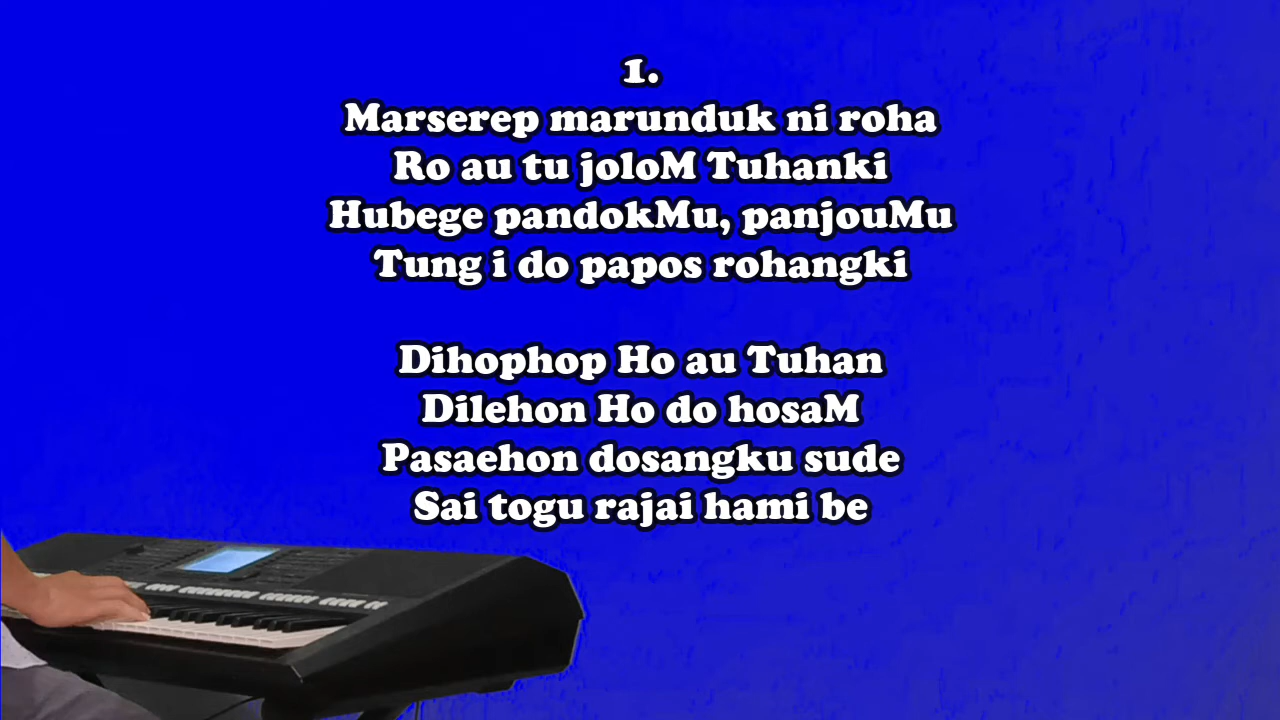 1.
Marserep marunduk ni roha
Ro au tu joloM Tuhanki
Hubege pandokMu, panjouMu
Tung i do papos rohangki
Dihophop Ho au Tuhan
Dilehon Ho do hosaM
Pasaehon dosangku sude
Sai togu rajai hami be